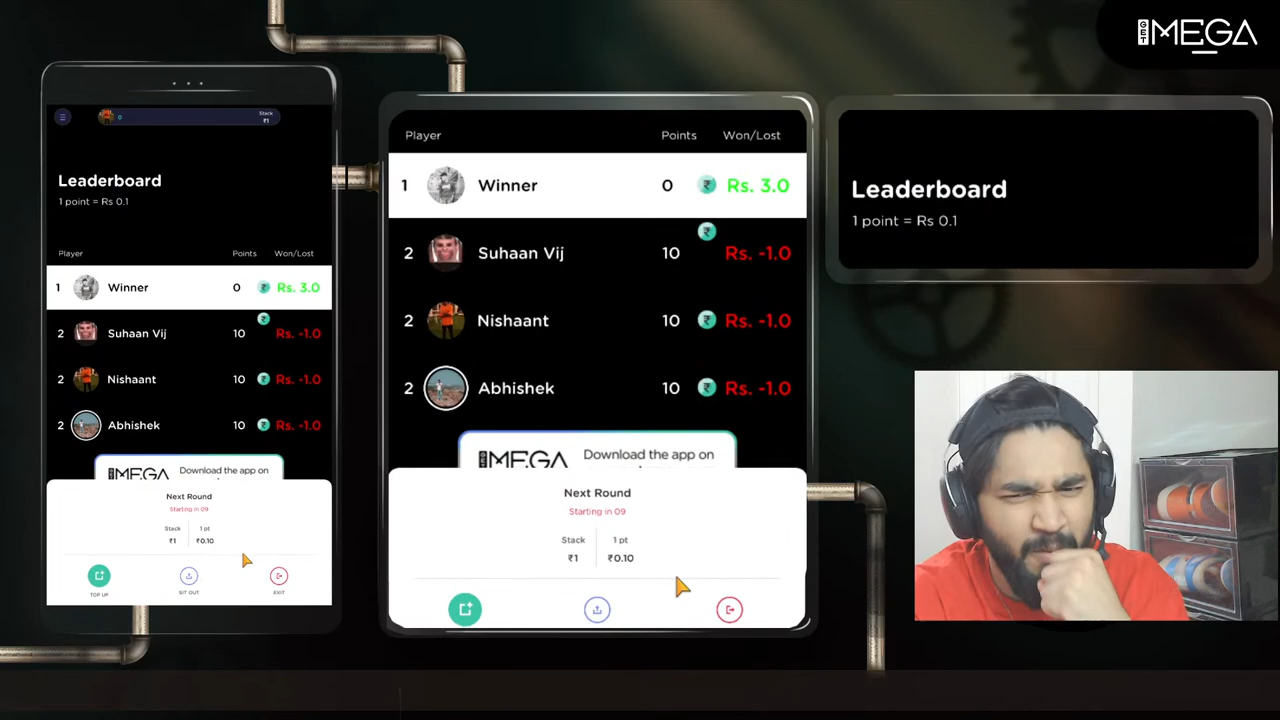 Stack
0
₹1
Leaderboard
1 point = Rs 0.1
Player Points Won/Lost
1 Winner 0 ₹ Rs. 3.0
2 Suhaan Vij 10 ₹ Rs. -1.0
2 Nishaant 10 ₹ Rs. -1.0
2 Abhishek 10 ₹ Rs. -1.0
GET MEGA Download the app on
Next Round
Starting in 09
Stack 1 pt
₹1 ₹0.10
TOP UP SIT OUT EXIT
Player Points Won/Lost
1 Winner 0 ₹ Rs. 3.0
2 Suhaan Vij 10 ₹ Rs. -1.0
2 Nishaant 10 ₹ Rs. -1.0
2 Abhishek 10 ₹ Rs. -1.0
GET MEGA Download the app on
Next Round
Starting in 09
Stack 1 pt
₹1 ₹0.10
GET MEGA
Leaderboard
1 point = Rs 0.1